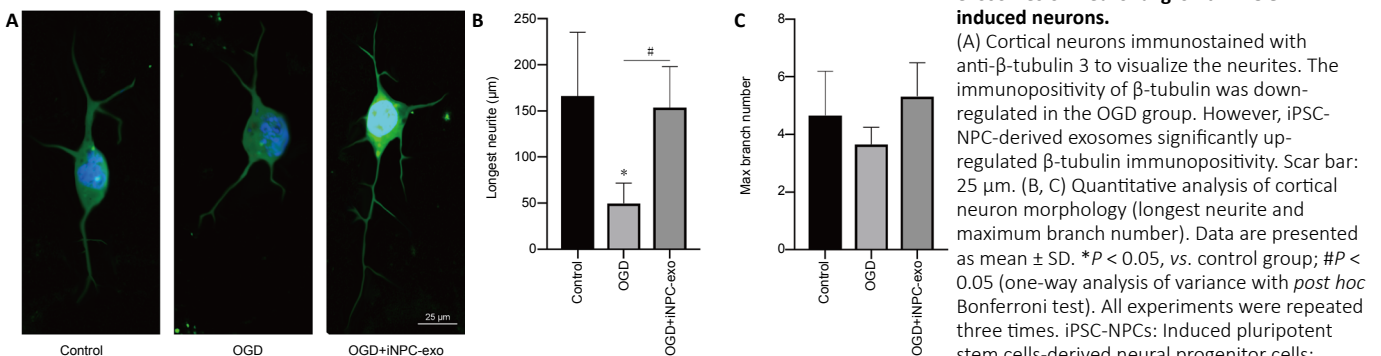 A
25 µm
Control
OGD
OGD+iNPC-exo
B
Longest neurite (µm)
250
200
150
100
50
0
*
#
Control
OGD
OGD+iNPC-exo
C
Max branch number
8
6
4
2
0
Control
OGD
OGD+iNPC-exo
induced neurons.
(A) Cortical neurons immunostained with
anti-β-tubulin 3 to visualize the neurites. The
immunopositivity of β-tubulin was down-
regulated in the OGD group. However, iPSC-
NPC-derived exosomes significantly up-
regulated β-tubulin immunopositivity. Scar bar:
25 μm. (B, C) Quantitative analysis of cortical
neuron morphology (longest neurite and
maximum branch number). Data are presented
as mean ± SD. *P < 0.05, vs. control group; #P <
0.05 (one-way analysis of variance with post hoc
Bonferroni test). All experiments were repeated
three times. iPSC-NPCs: Induced pluripotent
stem cells-derived neural progenitor cells;